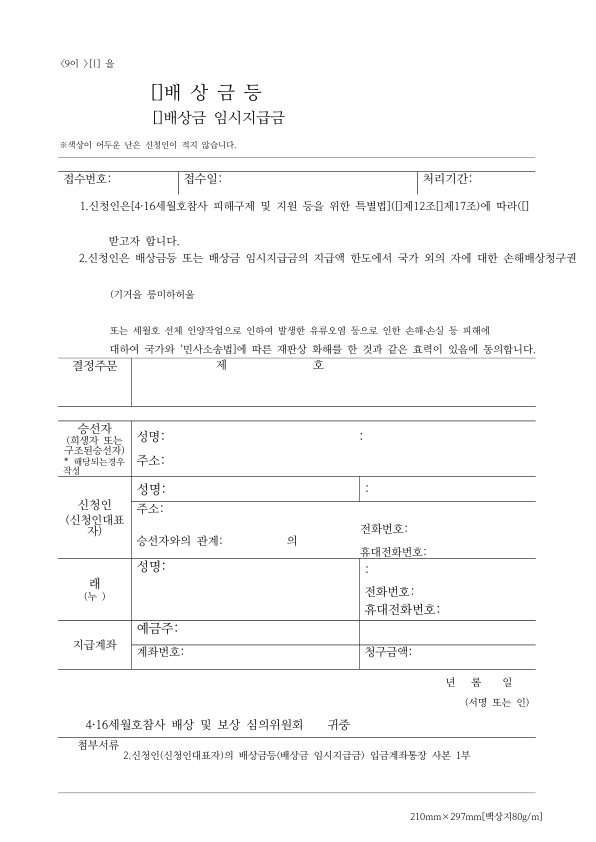 〈9이 〉[|] 을
[]배 상 금 등
[]배상금 임시지급금
※색상이 어두운 난은 신청인이 적지 않습니다.
접수번호: 접수일: 처리기간:
1.신청인은[4·16세월호참사 피해구제 및 지원 등을 위한 특별법]([]제12조[]제17조)에 따라([]
받고자 합니다.
2.신청인은 배상금등 또는 배상금 임시지급금의 지급액 한도에서 국가 외의 자에 대한 손해배상청구권
(기거을 륭미하허울
또는 세월호 선체 인양작업으로 인하여 발생한 유류오염 등으로 인한 손해·손실 등 피해에
대하여 국가와 '민사소송법]에 따른 재판상 화해를 한 것과 같은 효력이 있음에 동의합니다.
결정주문 제 호
승선자
(희생자 또는
구조된승선자)
* 해당되는경우
작성
성명: :
주소:
신청인
(신청인대표
자)
성명: :
주소:
전화번호:
승선자와의 관계: 의
휴대전화번호:
래
(누 )
성명: :
전화번호:
휴대전화번호:
지급계좌
예금주:
계좌번호: 청구금액:
년 롬 일
(서명 또는 인)
4·16세월호참사 배상 및 보상 심의위원회 귀중
첨부서류
2.신청인(신청인대표자)의 배상금등(배상금 임시지급금) 입금계좌통장 사본 1부
210mm×297mm[백상지80g/m]